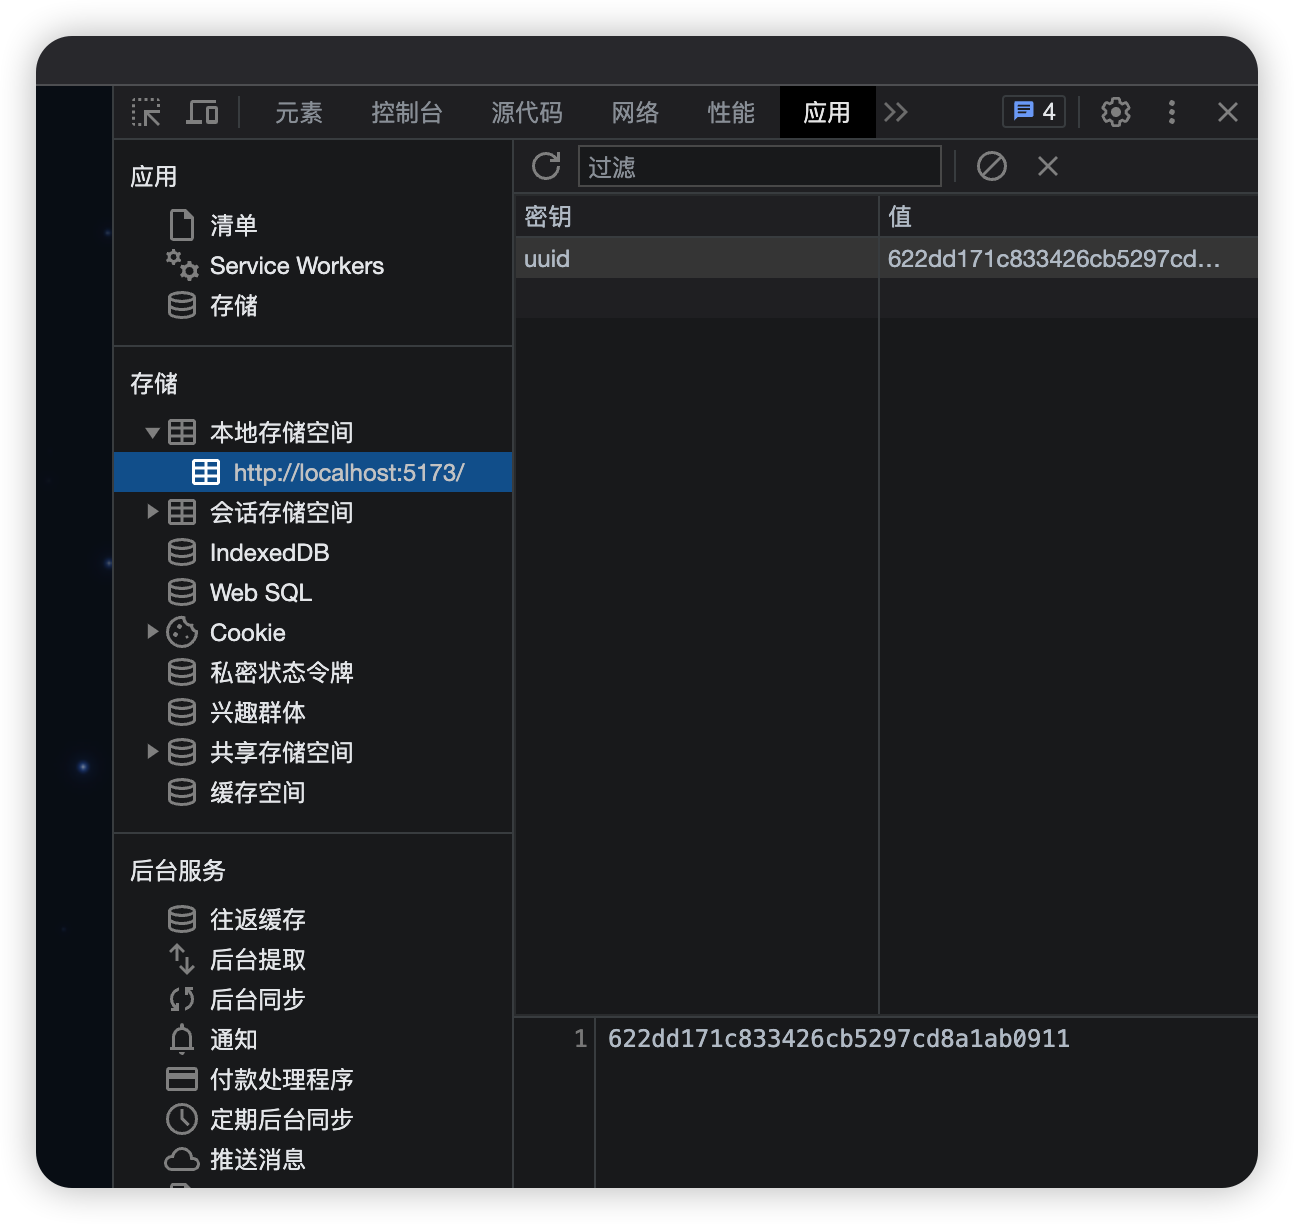 元素 控制台 源代码 网络 性能 应用 4
应用
清单
Service Workers
存储
存储
本地存储空间
http://localhost:5173/
会话存储空间
IndexedDB
Web SQL
Cookie
私密状态令牌
兴趣群体
共享存储空间
缓存空间
后台服务
往返缓存
后台提取
后台同步
通知
付款处理程序
定期后台同步
推送消息
过滤
密钥 值
uuid 622dd171c833426cb5297cd…
1 622dd171c833426cb5297cd8a1ab0911